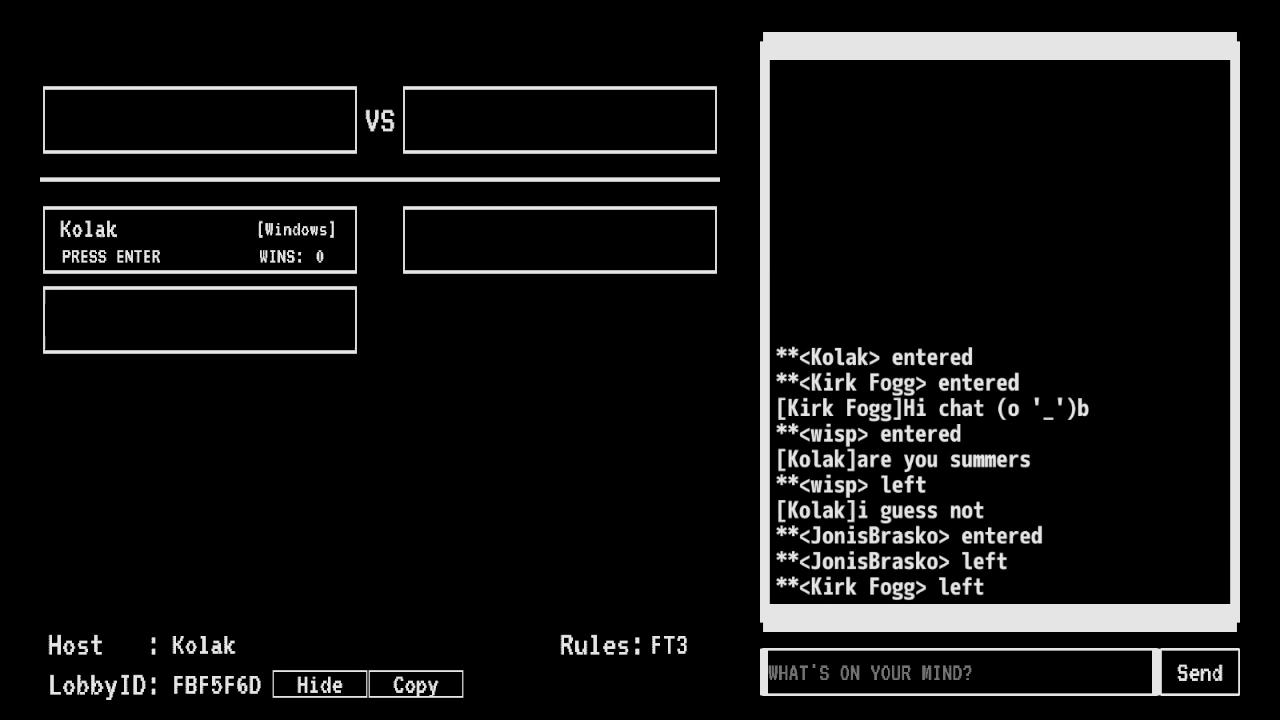 VS
Kolak [Windows]
PRESS ENTER WINS: 0
**<Kolak> entered
**<Kirk Fogg> entered
[Kirk Fogg]Hi chat (o '_')b
**<wisp> entered
[Kolak]are you summers
**<wisp> left
[Kolak]i guess not
**<JonisBrasko> entered
**<JonisBrasko> left
**<Kirk Fogg> left
Host : Kolak Rules: FT3
LobbyID: FBF5F6D Hide Copy
WHAT'S ON YOUR MIND? Send